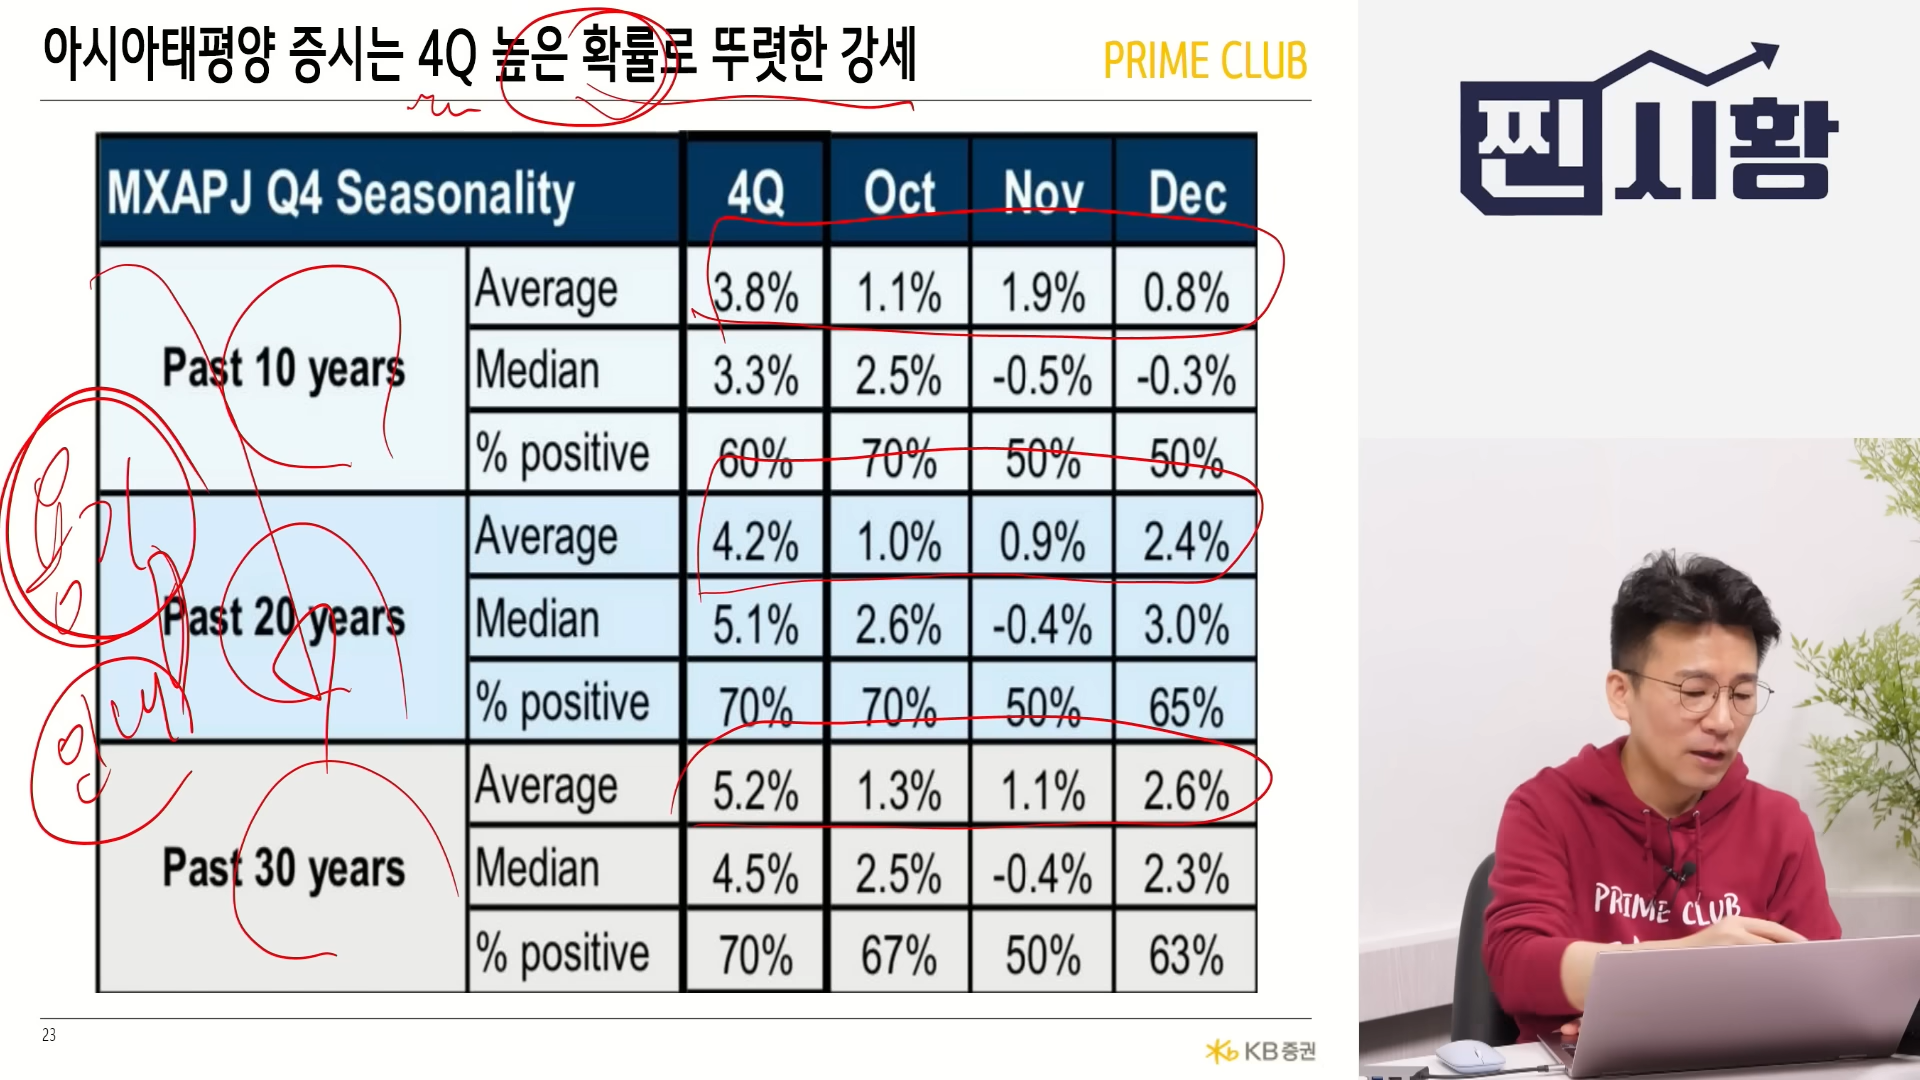 아시아태평양 증시는 4Q 높은 확률로 뚜렷한 강세
PRIME CLUB
찐시황
MXAPJ Q4 Seasonality 4Q Oct Nov Dec
Past 10 years
Average 3.8% 1.1% 1.9% 0.8%
Median 3.3% 2.5% -0.5% -0.3%
% positive 60% 70% 50% 50%
Past 20 years
Average 4.2% 1.0% 0.9% 2.4%
Median 5.1% 2.6% -0.4% 3.0%
% positive 70% 70% 50% 65%
Past 30 years
Average 5.2% 1.3% 1.1% 2.6%
Median 4.5% 2.5% -0.4% 2.3%
% positive 70% 67% 50% 63%
23
KB증권
PRIME CLUB